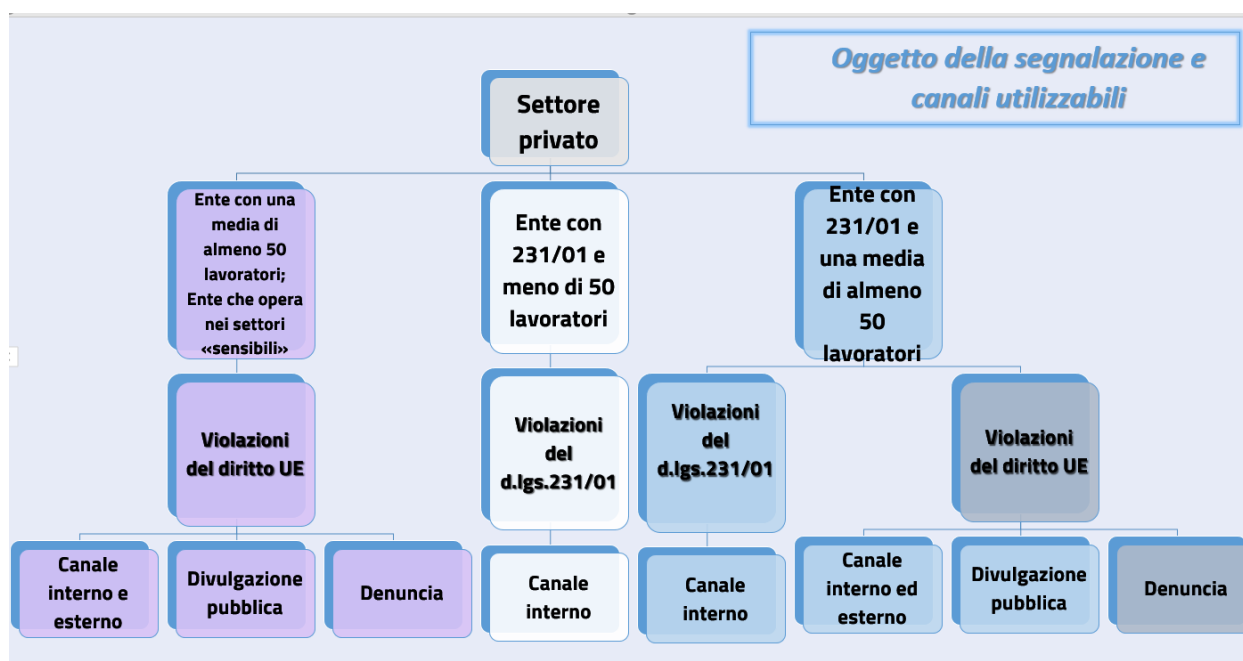 Oggetto della segnalazione e
canali utilizzabili
Settore
privato
Ente con una
media di
almeno 50
lavoratori;
Ente che opera
nei settori
«sensibili»
Ente con
231/01 e
meno di 50
lavoratori
Ente con
231/01 e
una media
di almeno
50
lavoratori
Violazioni
del diritto UE
Violazioni
del
d.lgs.231/01
Violazioni
del
d.lgs.231/01
Violazioni
del diritto UE
Canale
interno e
esterno
Divulgazione
pubblica
Denuncia
Canale
interno
Canale
interno
Canale
interno ed
esterno
Divulgazione
pubblica
Denuncia